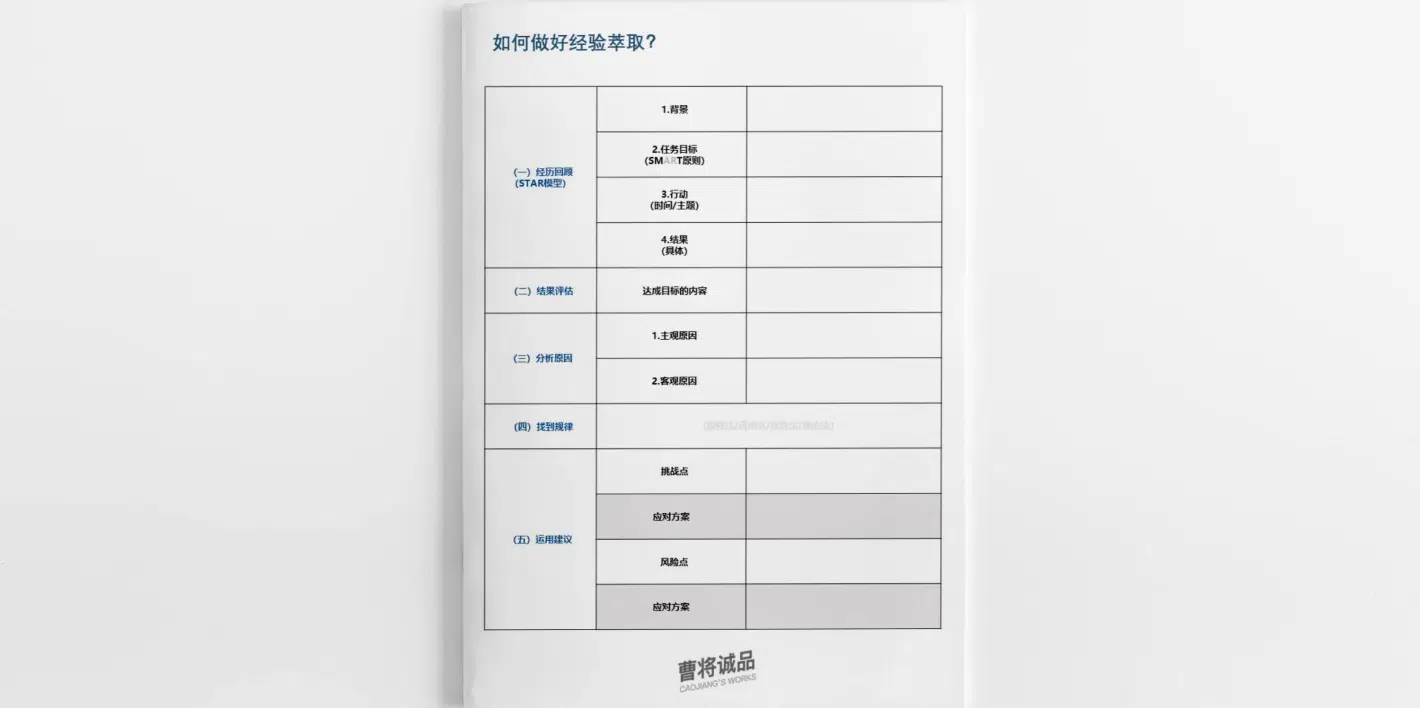 如何做好经验萃取？
1.背景
（一）经历回顾
(STAR模型)
2.任务目标
(SMART原则)
3.行动
(时间/主题)
4.结果
(具体)
（二）结果评估
达成目标的内容
（三）分析原因
1.主观原因
2.客观原因
（四）找到规律
（五）运用建议
挑战点
应对方案
风险点
应对方案
曹将诚品
CAOJIANG'S WORKS